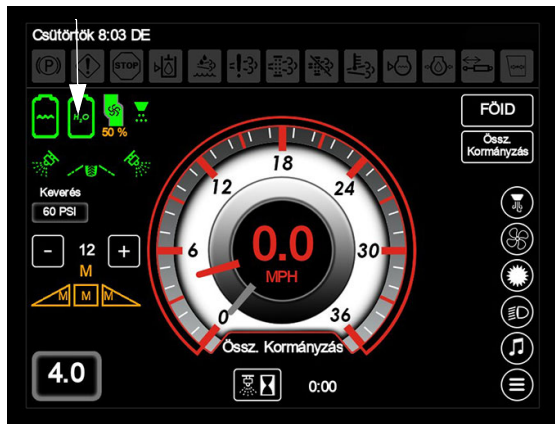 Csütörtök 8:03 DE
(P)
STOP
H₂O
50 %
FÖID
Össz.
Kormányzás
Keverés
60 PSI
- 12 +
M
M M M
4.0
0 6 12 18 24 30 36
0.0
MPH
Össz. Kormányzás
0:00